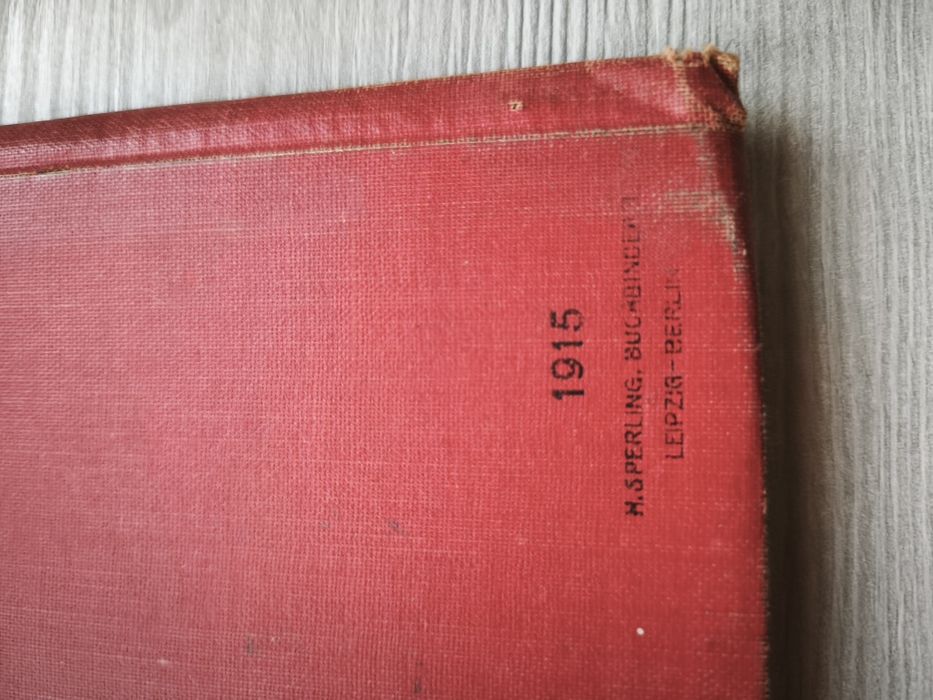 1915
H. SPERLING, BUCHBINDEREI
LEIPZIG-BERLIN